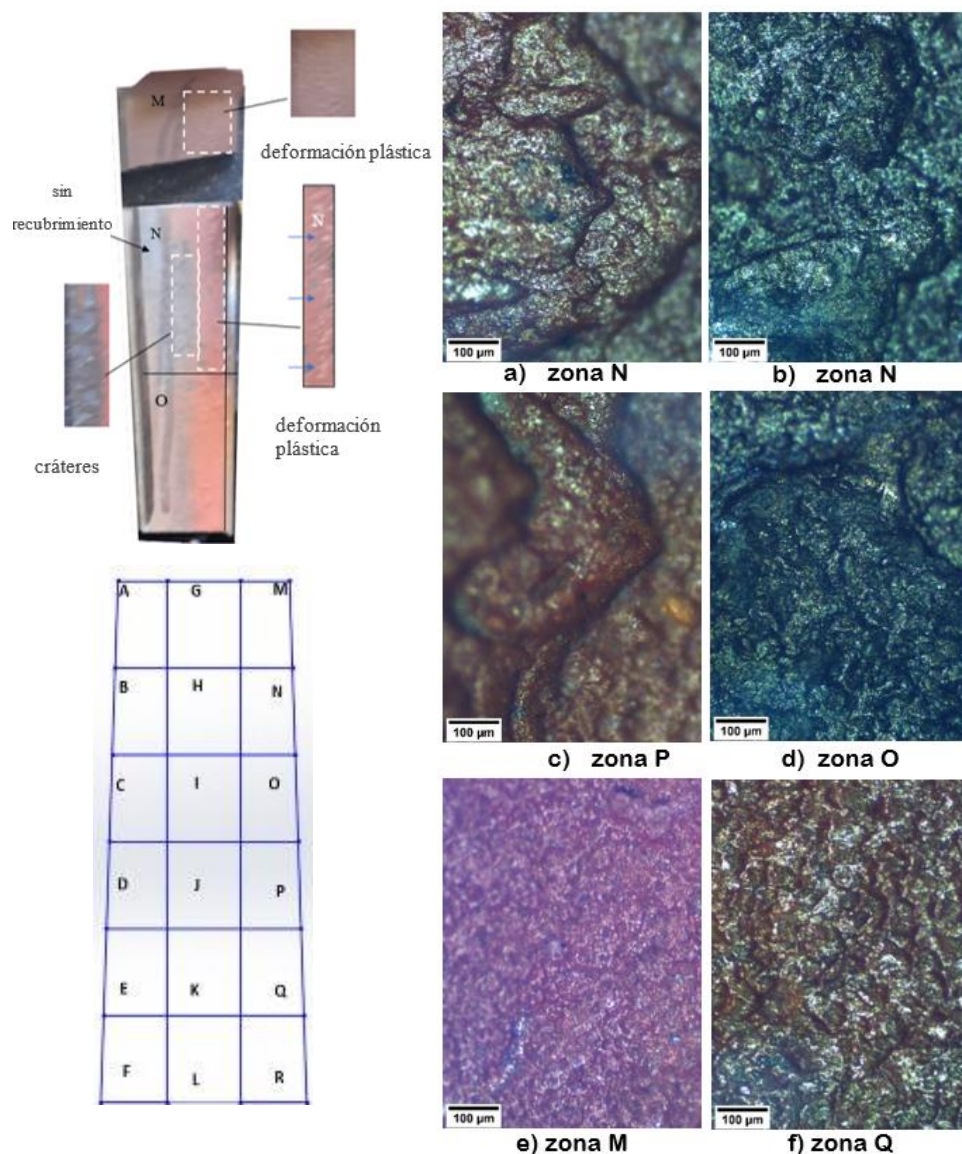 M
deformación plástica
sin
recubrimiento
N
N
O
cráteres
deformación
plástica
A G M
B H N
C I O
D J P
E K Q
F L R
100 µm
a) zona N
100 µm
b) zona N
100 µm
c) zona P
100 µm
d) zona O
100 µm
e) zona M
100 µm
f) zona Q